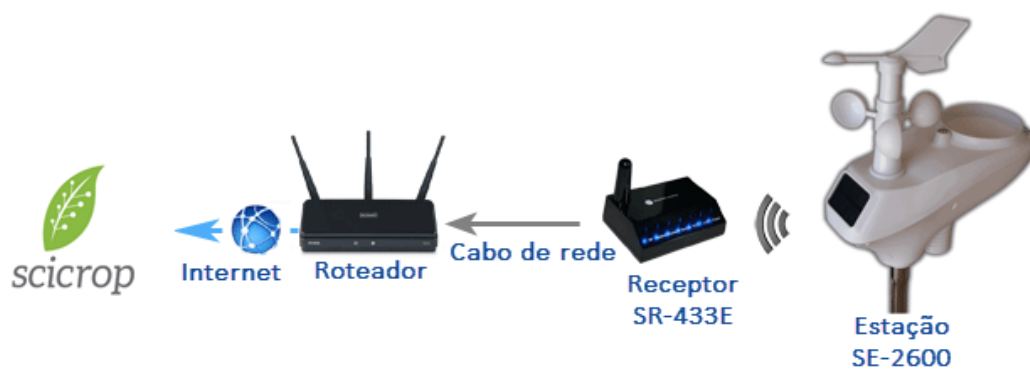 scicrop
Internet
Roteador
Cabo de rede
Receptor
SR-433E
Estação
SE-2600